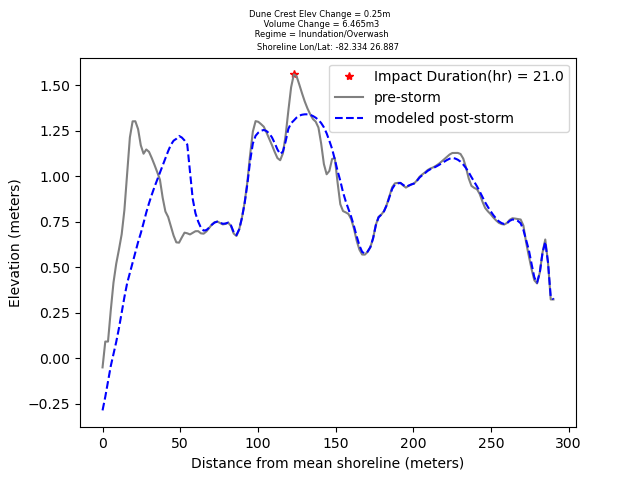 Dune Crest Elev Change = 0.25m
Volume Change = 6.465m3
Regime = Inundation/Overwash
Shoreline Lon/Lat: -82.334 26.887
Impact Duration(hr) = 21.0
pre-storm
modeled post-storm
1.50
1.25
1.00
0.75
0.50
0.25
0.00
−0.25
Elevation (meters)
0 50 100 150 200 250 300
Distance from mean shoreline (meters)